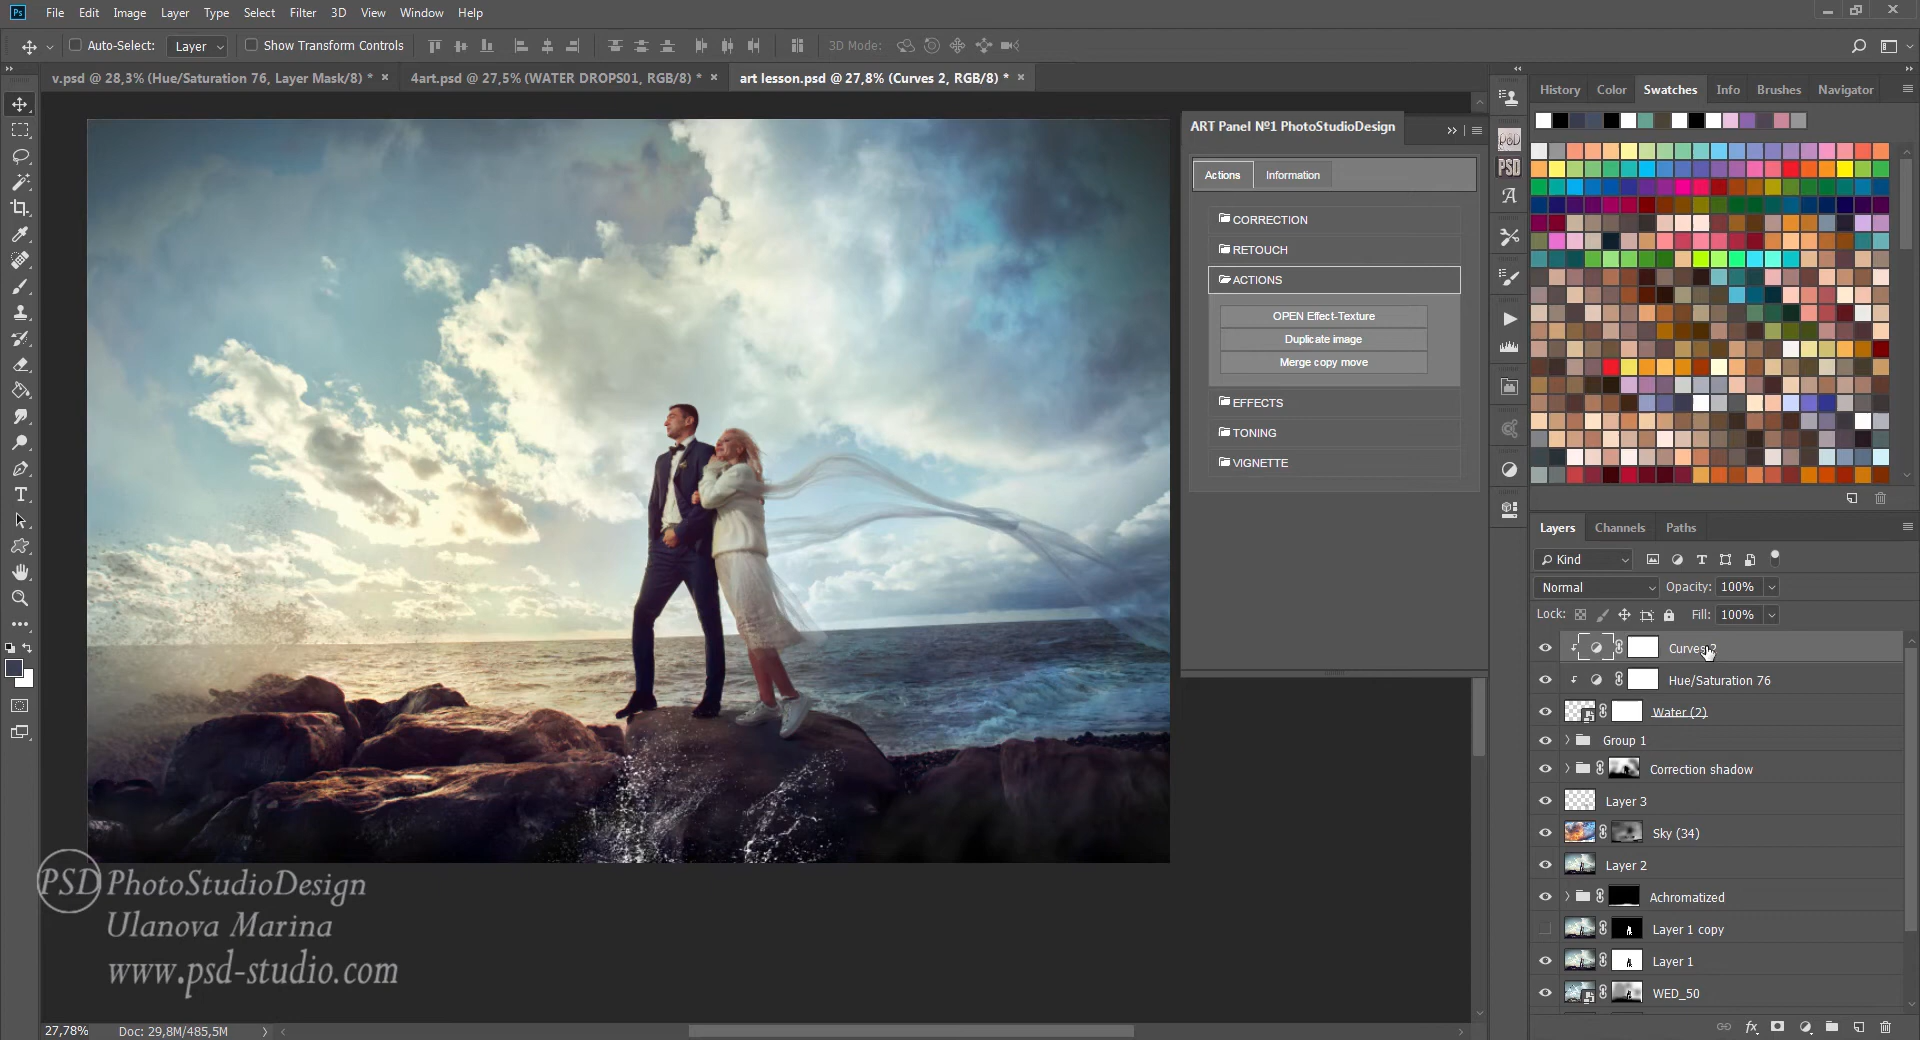 Ps File Edit Image Layer Type Select Filter 3D View Window Help
Auto-Select: Layer Show Transform Controls 3D Mode:
v.psd @ 28,3% (Hue/Saturation 76, Layer Mask/8) * × 4art.psd @ 27,5% (WATER DROPS01, RGB/8) * × art lesson.psd @ 27,8% (Curves 2, RGB/8) * ×
ART Panel №1 PhotoStudioDesign
Actions Information
CORRECTION
RETOUCH
ACTIONS
OPEN Effect-Texture
Duplicate image
Merge copy move
EFFECTS
TONING
VIGNETTE
PSD
History Color Swatches Info Brushes Navigator
Layers Channels Paths
Kind
Normal Opacity: 100%
Lock: Fill: 100%
Curves 2
Hue/Saturation 76
Water (2)
Group 1
Correction shadow
Layer 3
Sky (34)
Layer 2
Achromatized
Layer 1 copy
Layer 1
WED_50
PSD PhotoStudioDesign
Ulanova Marina
www.psd-studio.com
27,78% Doc: 29,8M/485,5M